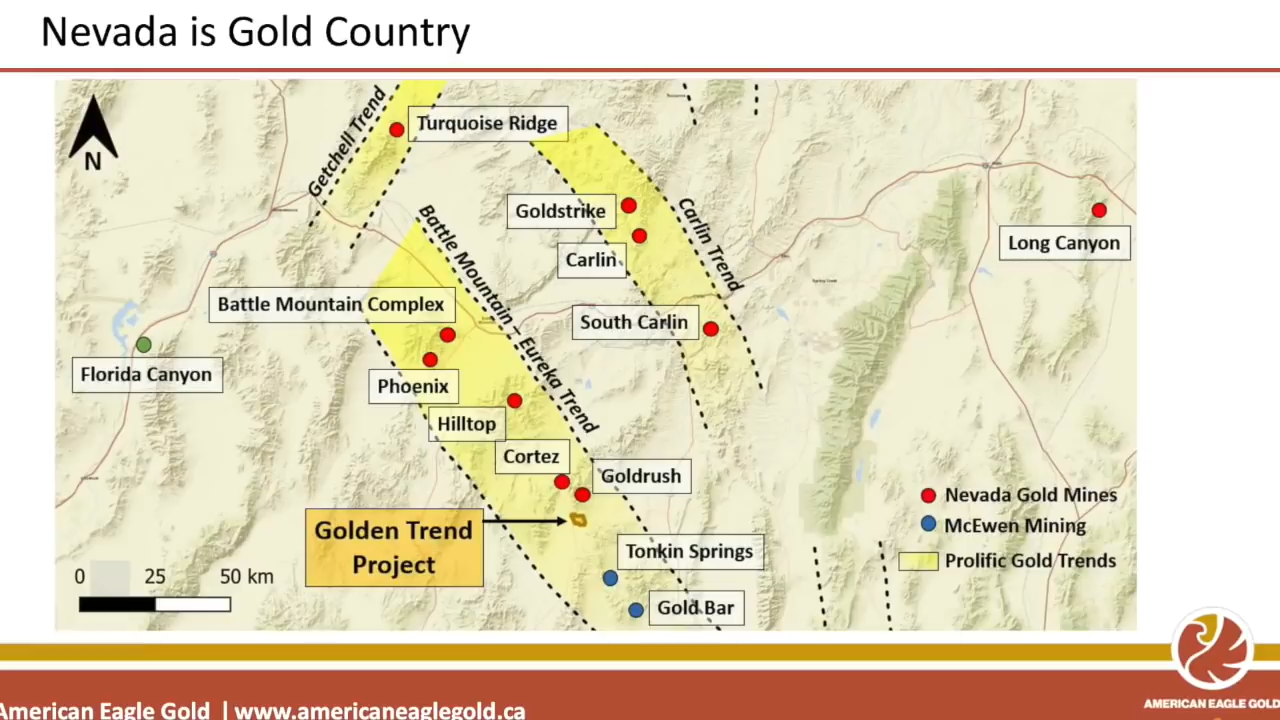 Nevada is Gold Country
N
Getchell Trend
Turquoise Ridge
Goldstrike
Carlin
Carlin Trend
Long Canyon
Battle Mountain – Eureka Trend
Battle Mountain Complex
South Carlin
Florida Canyon
Phoenix
Hilltop
Cortez
Goldrush
Golden Trend
Project
Tonkin Springs
Gold Bar
Nevada Gold Mines
McEwen Mining
Prolific Gold Trends
0 25 50 km
American Eagle Gold | www.americaneaglegold.ca
AMERICAN EAGLE GOLD